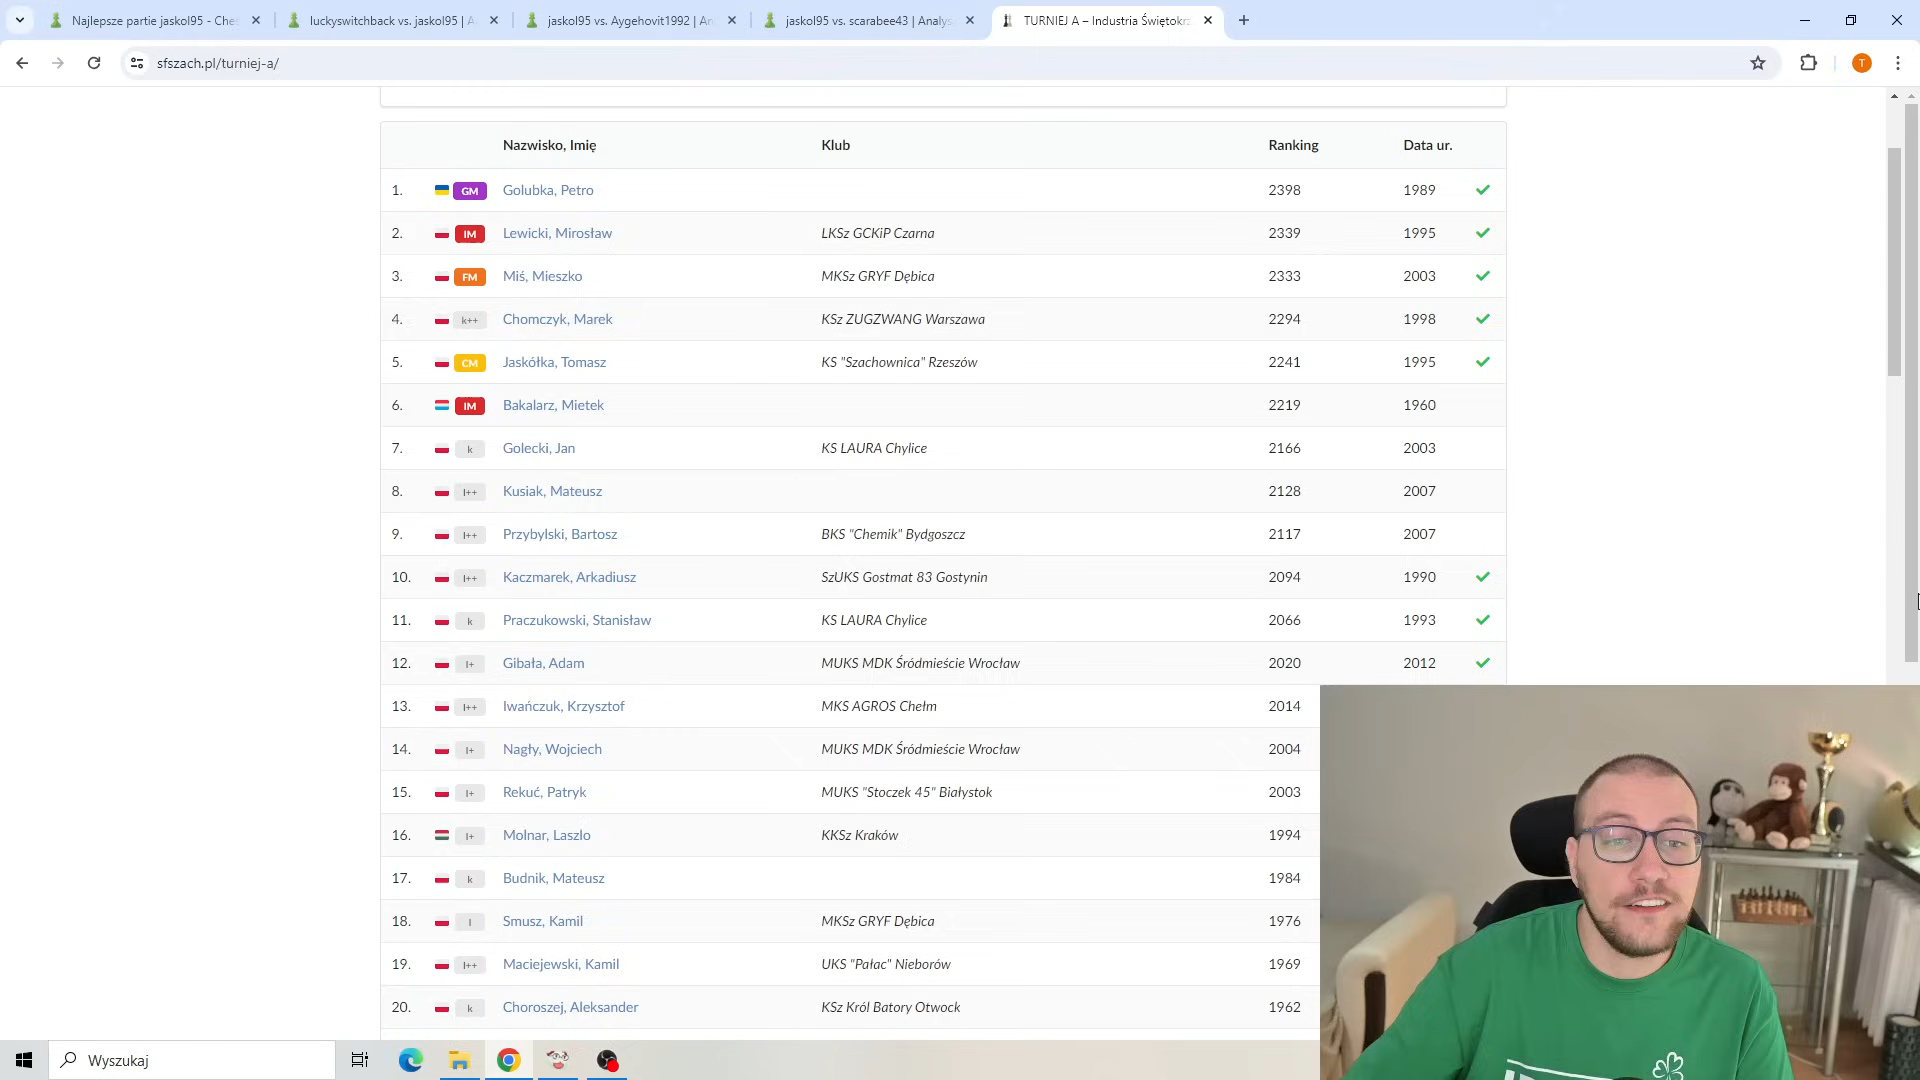 Najlepsze partie jaskol95 - Che
luckyswitchback vs. jaskol95 | A
jaskol95 vs. Aygehovit1992 | An
jaskol95 vs. scarabee43 | Analys
TURNIEJ A – Industria Świętokr
sfszach.pl/turniej-a/
T
Nazwisko, Imię Klub Ranking Data ur.
1. GM Golubka, Petro 2398 1989
2. IM Lewicki, Mirosław LKSz GCKiP Czarna 2339 1995
3. FM Miś, Mieszko MKSz GRYF Dębica 2333 2003
4. k++ Chomczyk, Marek KSz ZUGZWANG Warszawa 2294 1998
5. CM Jaskółka, Tomasz KS "Szachownica" Rzeszów 2241 1995
6. IM Bakalarz, Mietek 2219 1960
7. k Golecki, Jan KS LAURA Chylice 2166 2003
8. I++ Kusiak, Mateusz 2128 2007
9. I++ Przybylski, Bartosz BKS "Chemik" Bydgoszcz 2117 2007
10. I++ Kaczmarek, Arkadiusz SzUKS Gostmat 83 Gostynin 2094 1990
11. k Praczukowski, Stanisław KS LAURA Chylice 2066 1993
12. I+ Gibała, Adam MUKS MDK Śródmieście Wrocław 2020 2012
13. I++ Iwańczuk, Krzysztof MKS AGROS Chełm 2014
14. I+ Nagły, Wojciech MUKS MDK Śródmieście Wrocław 2004
15. I+ Rekuć, Patryk MUKS "Stoczek 45" Białystok 2003
16. I+ Molnar, Laszlo KKSz Kraków 1994
17. k Budnik, Mateusz 1984
18. I Smusz, Kamil MKSz GRYF Dębica 1976
19. I++ Maciejewski, Kamil UKS "Pałac" Nieborów 1969
20. k Choroszej, Aleksander KSz Król Batory Otwock 1962
Wyszukaj